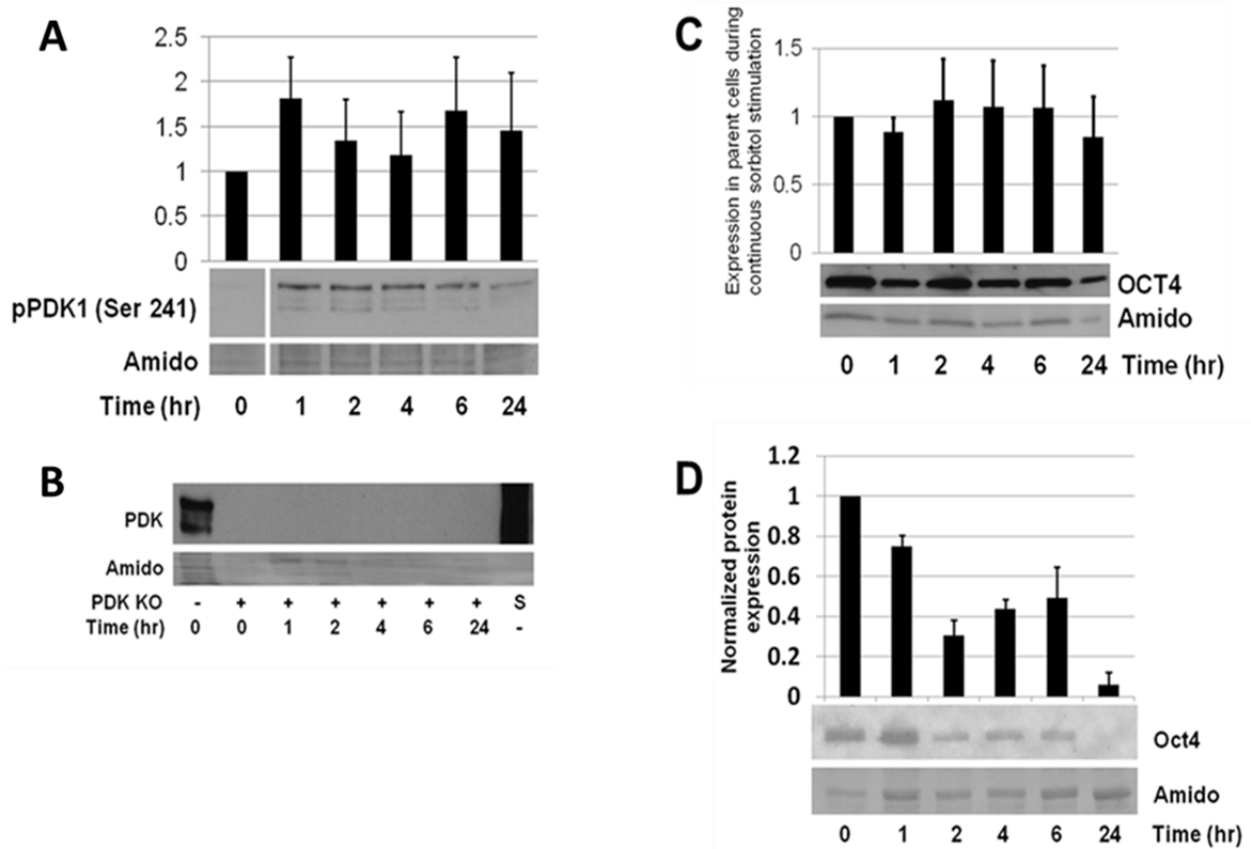 A
2.5
2
1.5
1
0.5
0
pPDK1 (Ser 241)
Amido
Time (hr) 0 1 2 4 6 24
B
PDK
Amido
PDK KO - + + + + + + S
Time (hr) 0 0 1 2 4 6 24 -
C
Expression in parent cells during
continuous sorbitol stimulation
1.5
1
0.5
0
OCT4
Amido
0 1 2 4 6 24 Time (hr)
D
Normalized protein
expression
1.2
1
0.8
0.6
0.4
0.2
0
Oct4
Amido
0 1 2 4 6 24 Time (hr)